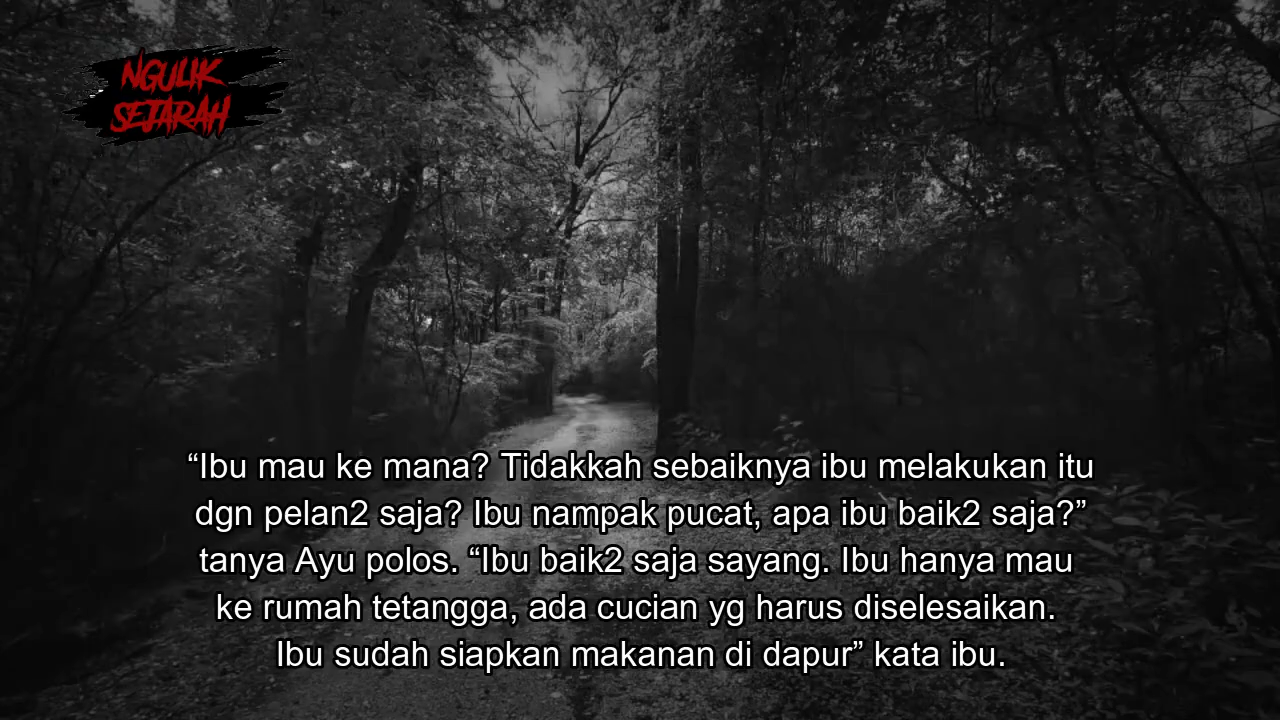 NGULIK
SEJARAH
“Ibu mau ke mana? Tidakkah sebaiknya ibu melakukan itu
dgn pelan2 saja? Ibu nampak pucat, apa ibu baik2 saja?”
tanya Ayu polos. “Ibu baik2 saja sayang. Ibu hanya mau
ke rumah tetangga, ada cucian yg harus diselesaikan.
Ibu sudah siapkan makanan di dapur” kata ibu.